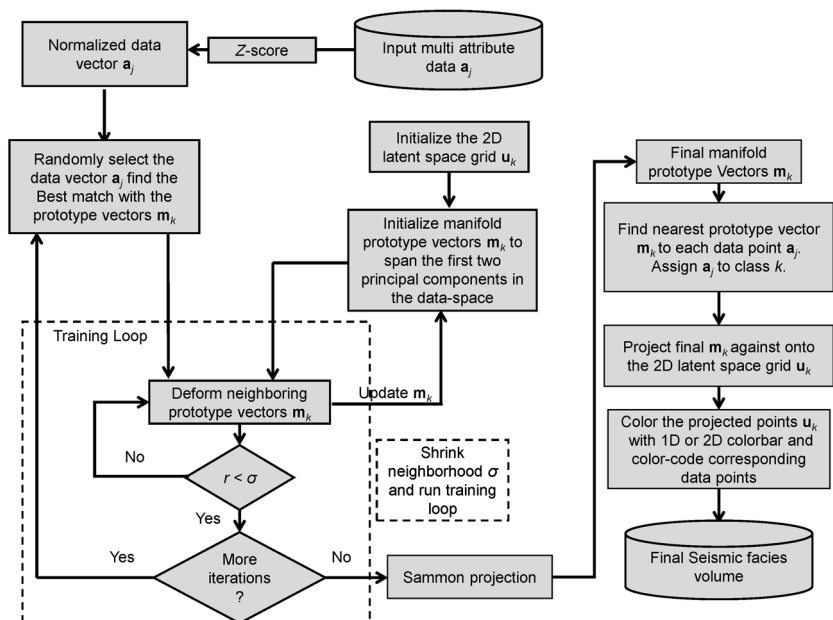 Normalized data
vector aj
Z-score
Input multi attribute
data aj
Randomly select the
data vector aj find the
Best match with the
prototype vectors mk
Initialize the 2D
latent space grid uk
Initialize manifold
prototype vectors mk to
span the first two
principal components in
the data-space
Training Loop
Deform neighboring
prototype vectors mk
Update mk
No
r < σ
Yes
Shrink
neighborhood σ
and run training
loop
Yes
More
iterations
?
No
Sammon projection
Final manifold
prototype Vectors mk
Find nearest prototype vector
mk to each data point aj.
Assign aj to class k.
Project final mk against onto
the 2D latent space grid uk
Color the projected points uk
with 1D or 2D colorbar and
color-code corresponding
data points
Final Seismic facies
volume